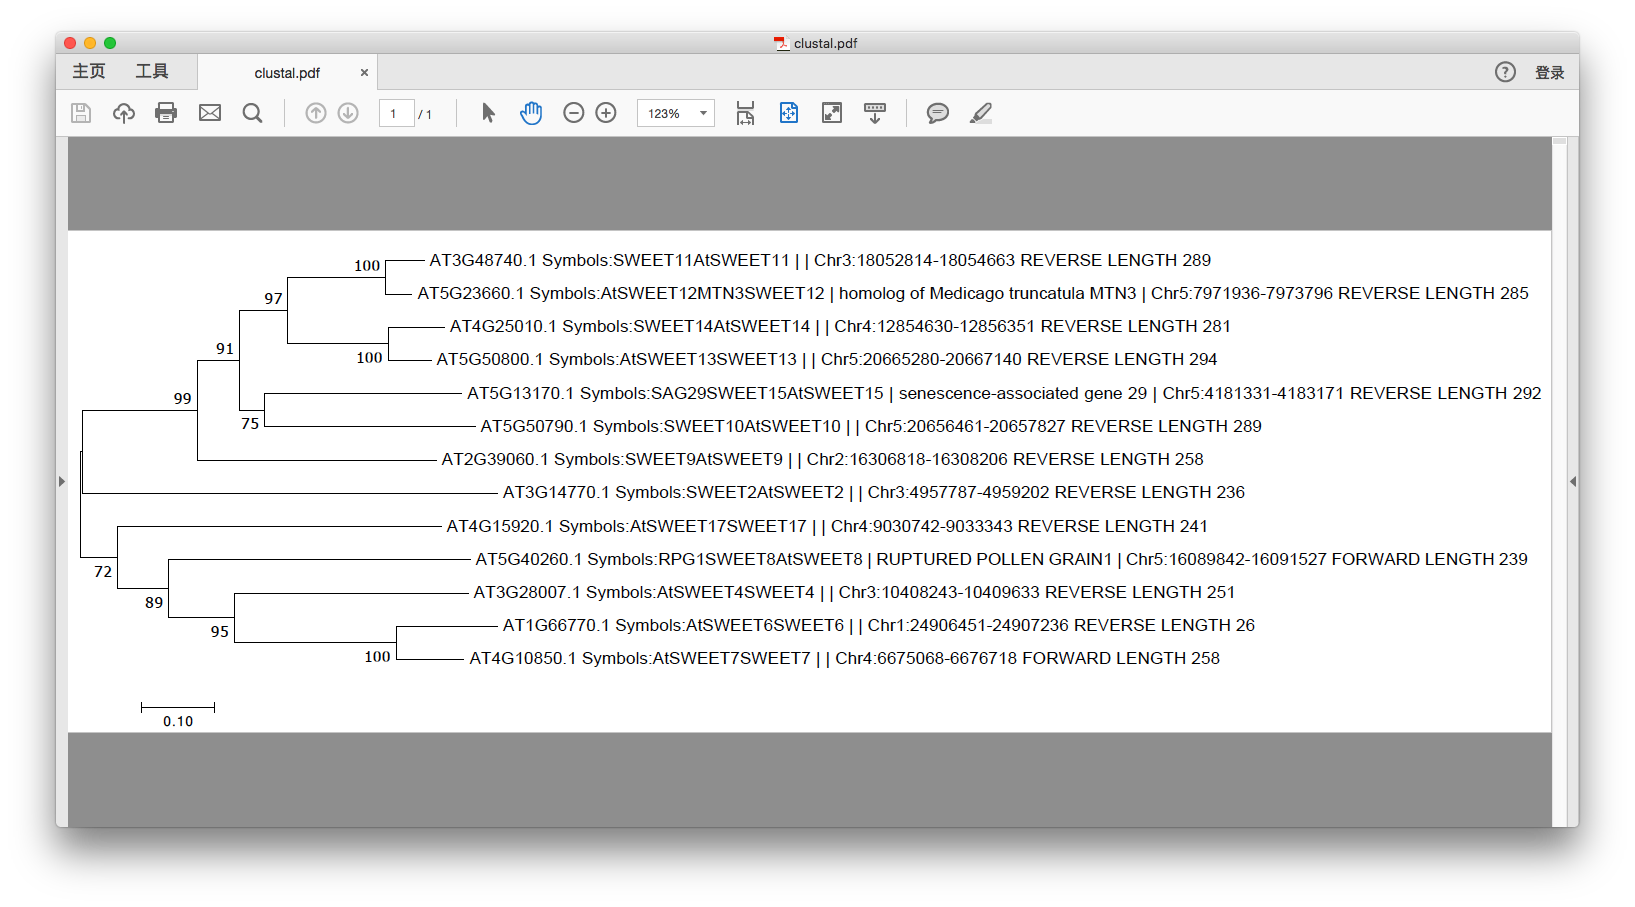 clustal.pdf
主页 工具 clustal.pdf × ? 登录
1 / 1 123%
100 AT3G48740.1 Symbols:SWEET11AtSWEET11 | | Chr3:18052814-18054663 REVERSE LENGTH 289
97 AT5G23660.1 Symbols:AtSWEET12MTN3SWEET12 | homolog of Medicago truncatula MTN3 | Chr5:7971936-7973796 REVERSE LENGTH 285
AT4G25010.1 Symbols:SWEET14AtSWEET14 | | Chr4:12854630-12856351 REVERSE LENGTH 281
91
100 AT5G50800.1 Symbols:AtSWEET13SWEET13 | | Chr5:20665280-20667140 REVERSE LENGTH 294
99 AT5G13170.1 Symbols:SAG29SWEET15AtSWEET15 | senescence-associated gene 29 | Chr5:4181331-4183171 REVERSE LENGTH 292
75 AT5G50790.1 Symbols:SWEET10AtSWEET10 | | Chr5:20656461-20657827 REVERSE LENGTH 289
AT2G39060.1 Symbols:SWEET9AtSWEET9 | | Chr2:16306818-16308206 REVERSE LENGTH 258
AT3G14770.1 Symbols:SWEET2AtSWEET2 | | Chr3:4957787-4959202 REVERSE LENGTH 236
AT4G15920.1 Symbols:AtSWEET17SWEET17 | | Chr4:9030742-9033343 REVERSE LENGTH 241
AT5G40260.1 Symbols:RPG1SWEET8AtSWEET8 | RUPTURED POLLEN GRAIN1 | Chr5:16089842-16091527 FORWARD LENGTH 239
72
AT3G28007.1 Symbols:AtSWEET4SWEET4 | | Chr3:10408243-10409633 REVERSE LENGTH 251
89
AT1G66770.1 Symbols:AtSWEET6SWEET6 | | Chr1:24906451-24907236 REVERSE LENGTH 26
95
100 AT4G10850.1 Symbols:AtSWEET7SWEET7 | | Chr4:6675068-6676718 FORWARD LENGTH 258
0.10